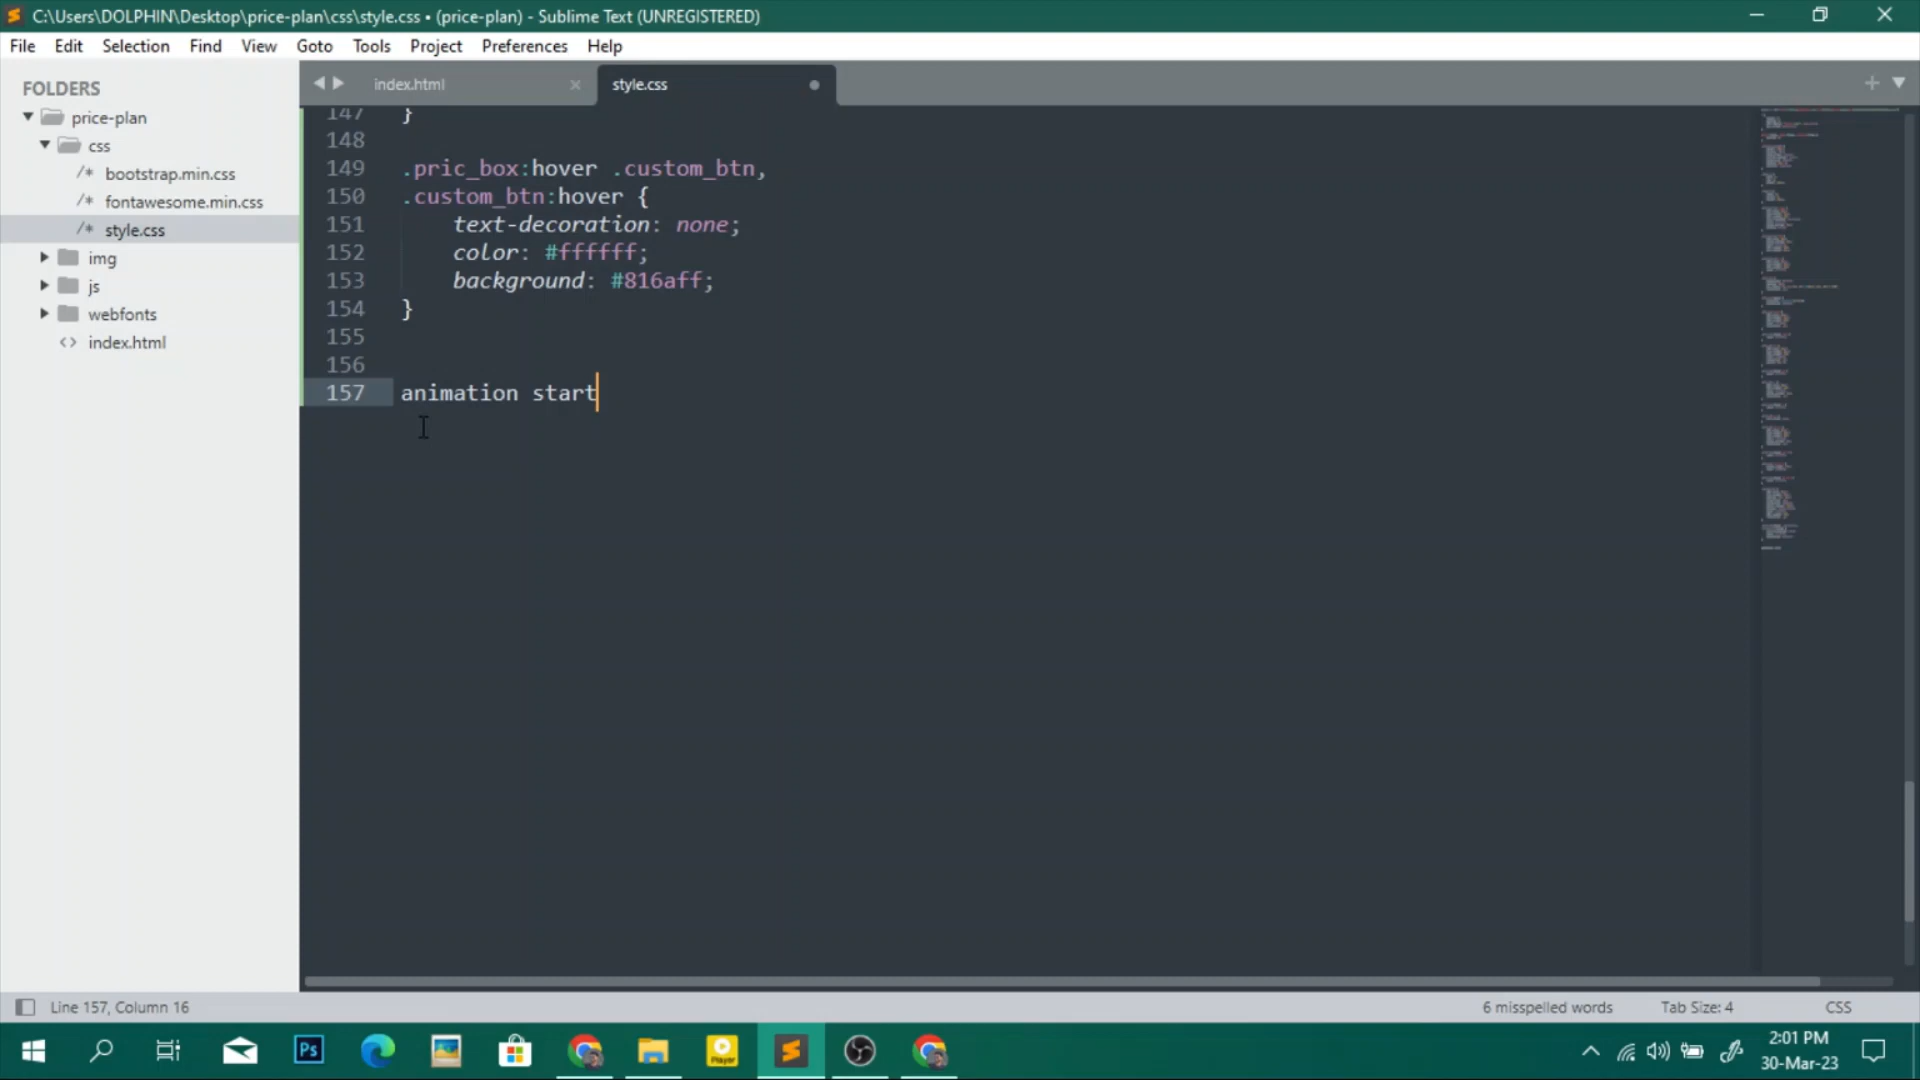 C:\Users\DOLPHIN\Desktop\price-plan\css\style.css • (price-plan) - Sublime Text (UNREGISTERED)
File Edit Selection Find View Goto Tools Project Preferences Help
FOLDERS
price-plan
css
/* bootstrap.min.css
/* fontawesome.min.css
/* style.css
img
js
webfonts
<> index.html
index.html
style.css
147 }
148
149 .pric_box:hover .custom_btn,
150 .custom_btn:hover {
151 text-decoration: none;
152 color: #ffffff;
153 background: #816aff;
154 }
155
156
157 animation start
Line 157, Column 16
6 misspelled words
Tab Size: 4
CSS
Ps
Player
2:01 PM
30-Mar-23